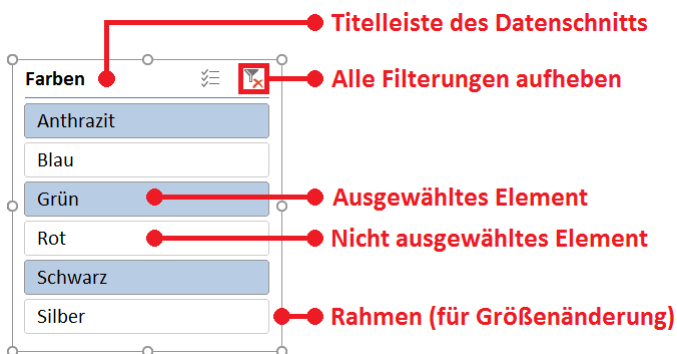 Titelleiste des Datenschnitts
Farben
Alle Filterungen aufheben
Anthrazit
Blau
Grün
Ausgewähltes Element
Rot
Nicht ausgewähltes Element
Schwarz
Silber
Rahmen (für Größenänderung)